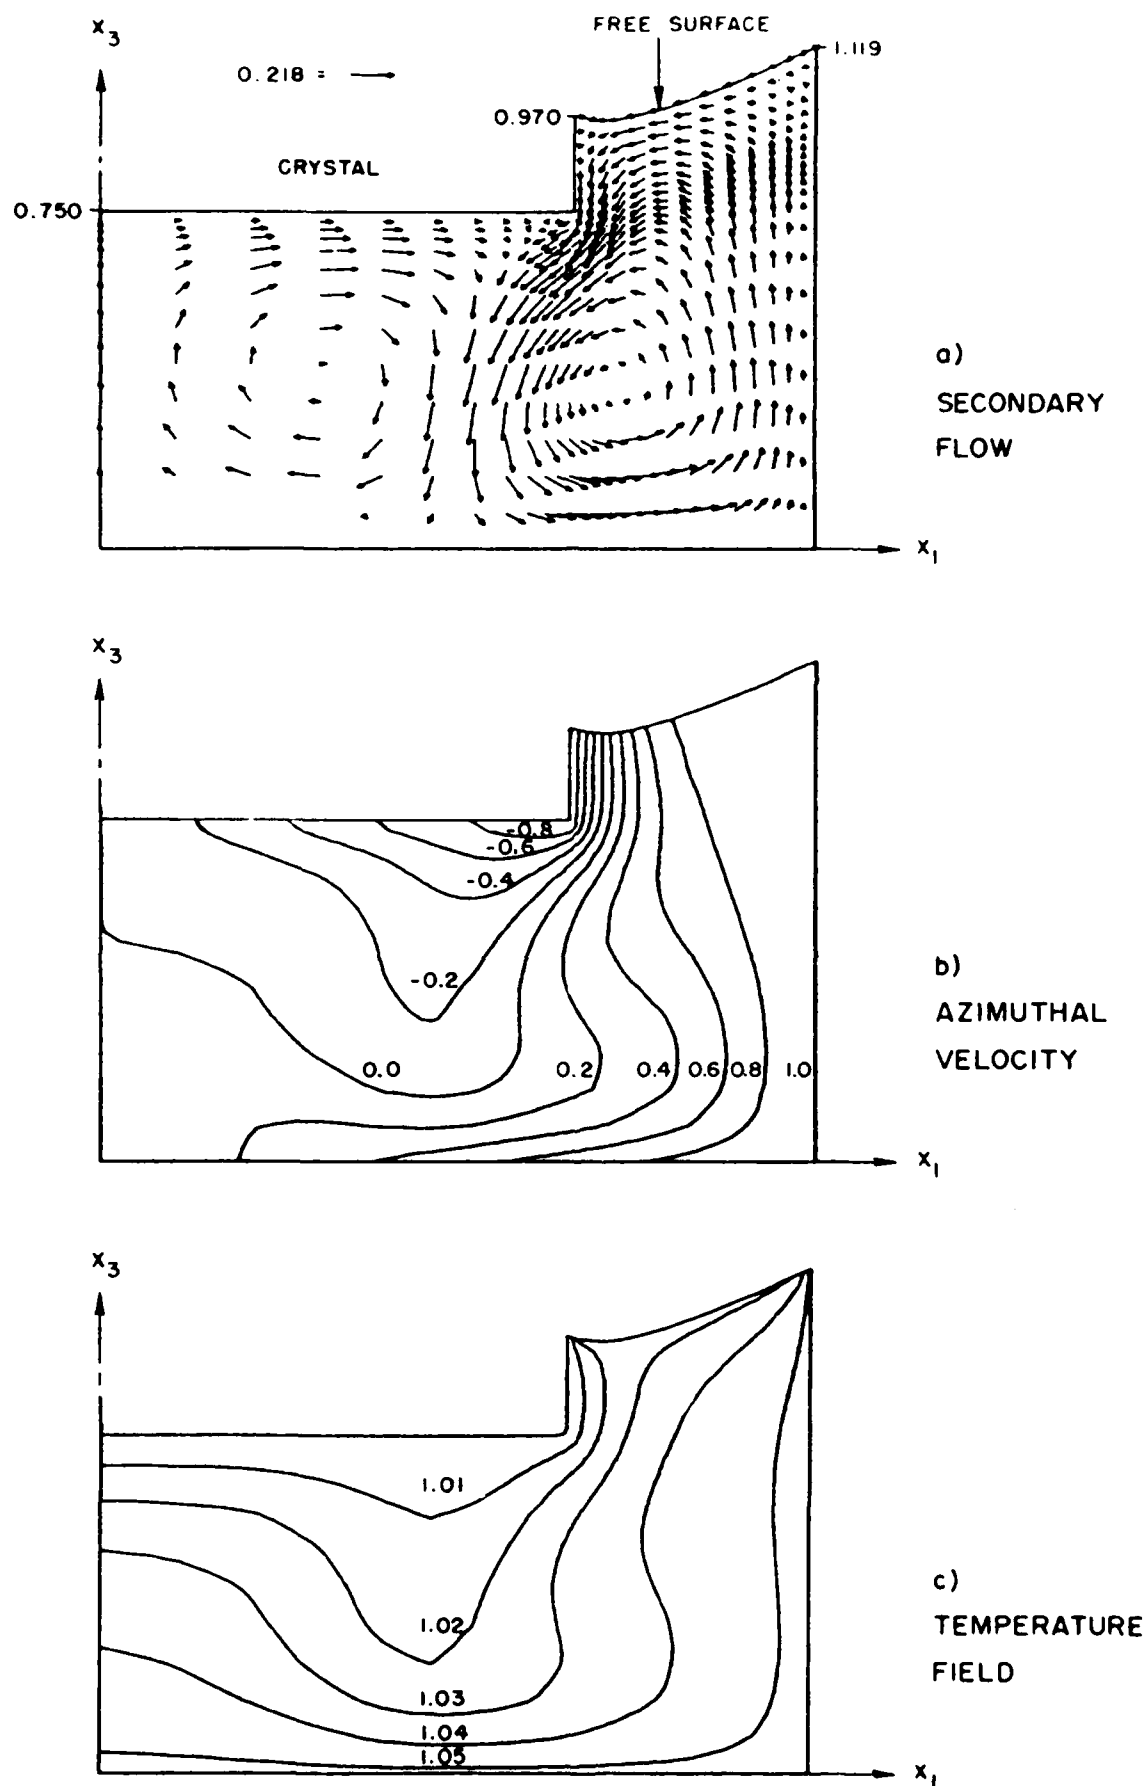 x3
FREE SURFACE
1.119
0.218 =
0.970
CRYSTAL
0.750
a)
SECONDARY
FLOW
x1
x3
-0.8
-0.6
-0.4
-0.2
b)
AZIMUTHAL
VELOCITY
0.0 0.2 0.4 0.6 0.8 1.0
x1
x3
1.01
c)
TEMPERATURE
FIELD
1.02
1.03
1.04
1.05
x1